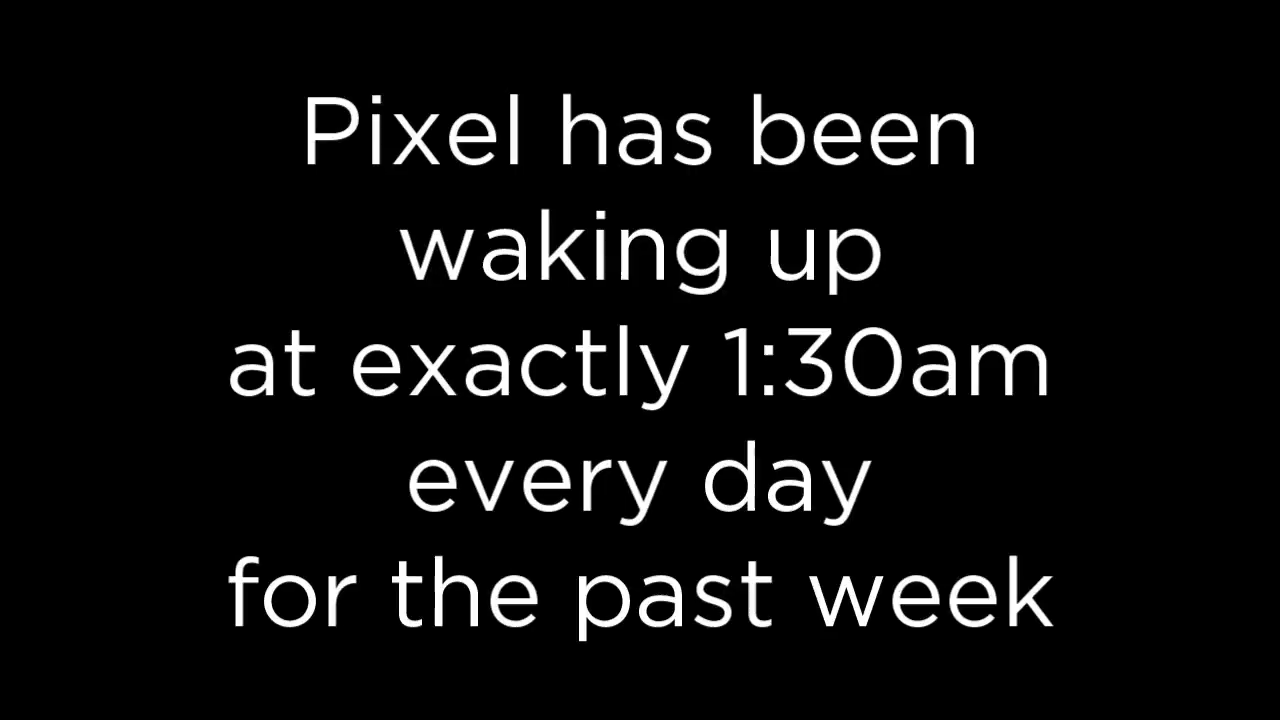 Pixel has been
waking up
at exactly 1:30am
every day
for the past week